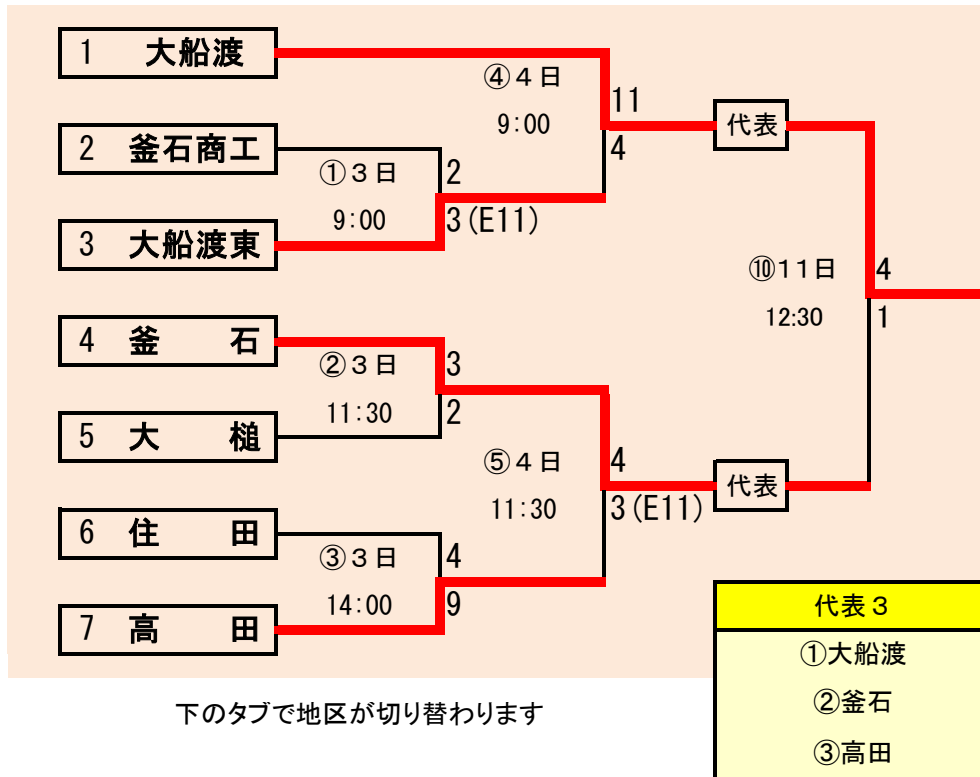 1 大船渡
④４日
9:00
11
4
代表
2 釜石商工
①３日
9:00
2
3(E11)
3 大船渡東
⑩1１日
12:30
4
1
4 釜 石
②３日
11:30
3
2
5 大 槌
⑤４日
11:30
4
3(E11)
代表
6 住 田
③３日
14:00
4
9
7 高 田
代表３
①大船渡
②釜石
③高田
下のタブで地区が切り替わります